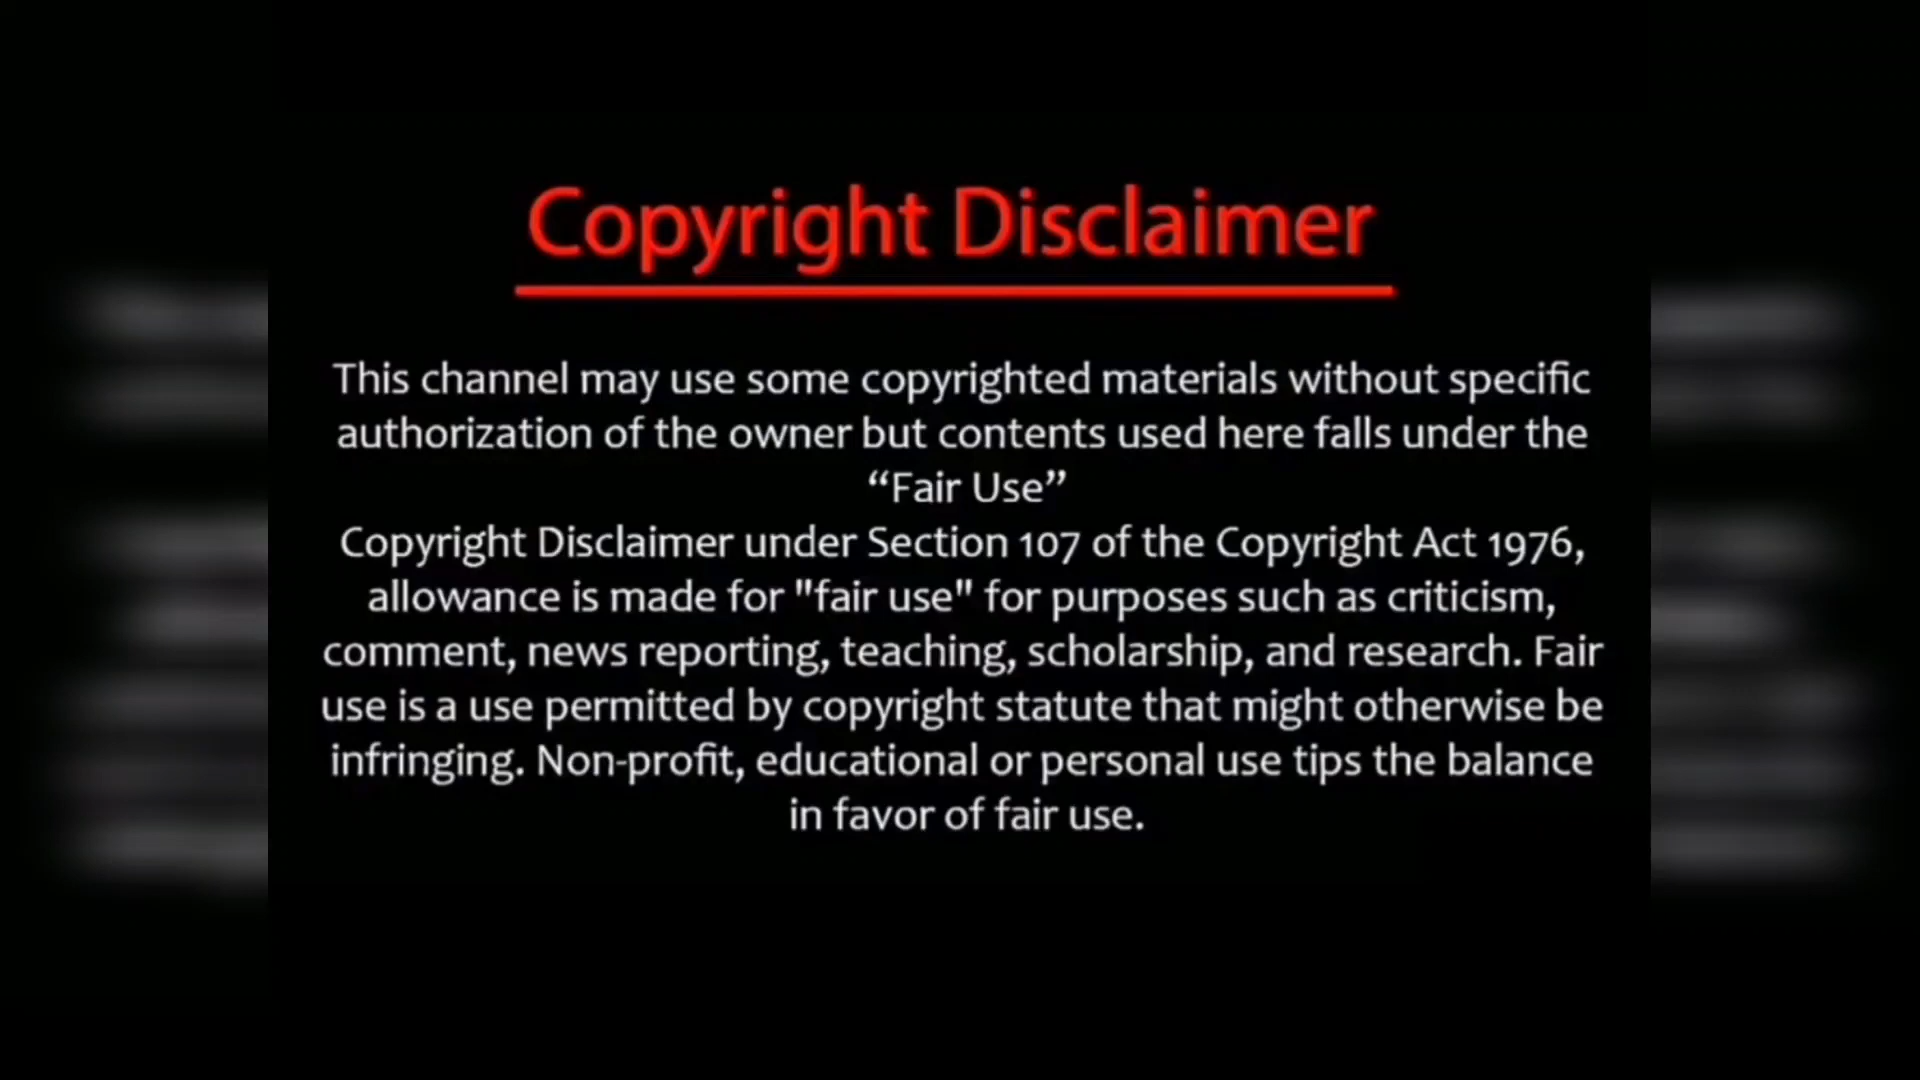 Copyright Disclaimer
This channel may use some copyrighted materials without specific
authorization of the owner but contents used here falls under the
“Fair Use”
Copyright Disclaimer under Section 107 of the Copyright Act 1976,
allowance is made for "fair use" for purposes such as criticism,
comment, news reporting, teaching, scholarship, and research. Fair
use is a use permitted by copyright statute that might otherwise be
infringing. Non-profit, educational or personal use tips the balance
in favor of fair use.